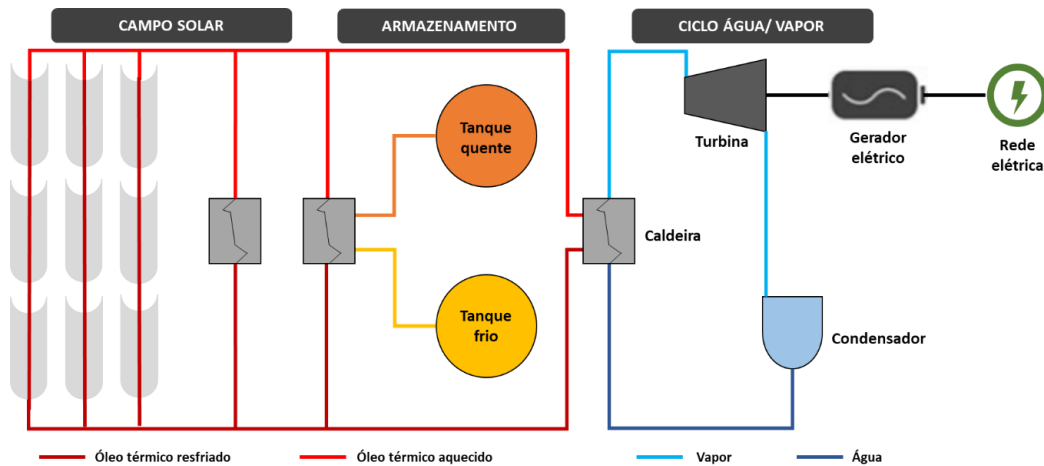 CAMPO SOLAR
ARMAZENAMENTO
CICLO ÁGUA/ VAPOR
Tanque
quente
Turbina
Gerador
elétrico
Rede
elétrica
Caldeira
Tanque
frio
Condensador
Óleo térmico resfriado
Óleo térmico aquecido
Vapor
Água